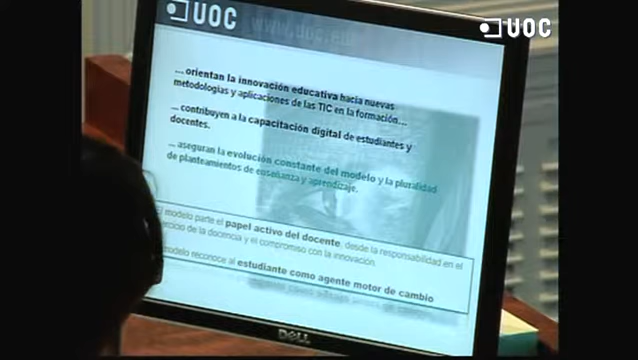 UOC www.uoc.edu
UOC
... orientan la innovación educativa hacia nuevas
metodologías y aplicaciones de las TIC en la formación...
... contribuyen a la capacitación digital de estudiantes y
docentes.
... aseguran la evolución constante del modelo y la pluralidad
de planteamientos de enseñanza y aprendizaje.
El modelo parte el papel activo del docente, desde la responsabilidad en el
ejercicio de la docencia y el compromiso con la innovación.
modelo reconoce al estudiante como agente motor de cambio
DELL